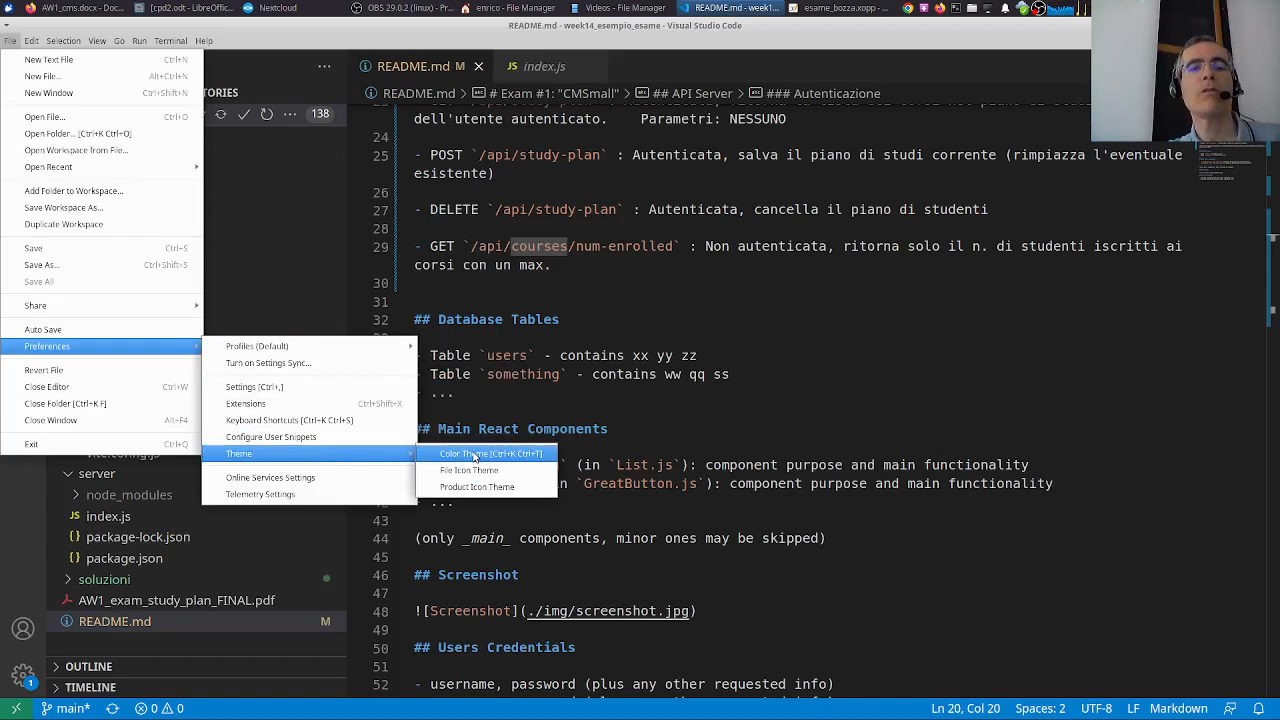 AW1_cms.docx...
cpd2.odt - LibreOffic...
Nextcloud
OBS 29.0.2 (linux) - Pr...
enrico - File Manager
Videos - File Manager
README.md - week1...
esame_bozza.xopp - ...
README.md - week14_esempio_esame - Visual Studio Code
File Edit Selection View Go Run Terminal Help
New Text File Ctrl+N
New File... Alt+Ctrl+N
New Window Ctrl+Shift+N
Open File... Ctrl+O
Open Folder... [Ctrl+K Ctrl+O]
Open Workspace from File...
Open Recent
Add Folder to Workspace...
Save Workspace As...
Duplicate Workspace
Save Ctrl+S
Save As... Ctrl+Shift+S
Save All
Share
Auto Save
Preferences
Revert File
Close Editor Ctrl+W
Close Folder [Ctrl+K F]
Close Window Alt+F4
Exit Ctrl+Q
Profiles (Default)
Turn on Settings Sync...
Settings [Ctrl+,]
Extensions Ctrl+Shift+X
Keyboard Shortcuts [Ctrl+K Ctrl+S]
Configure User Snippets
Theme
Online Services Settings
Telemetry Settings
Color Theme [Ctrl+K Ctrl+T]
File Icon Theme
Product Icon Theme
TORIES
138
server
node_modules
index.js
package-lock.json
package.json
soluzioni
AW1_exam_study_plan_FINAL.pdf
README.md M
OUTLINE
TIMELINE
README.md M
index.js
README.md > # Exam #1: "CMSmall" > ## API Server > ### Autenticazione
dell'utente autenticato. Parametri: NESSUNO
24
25 - POST `/api/study-plan` : Autenticata, salva il piano di studi corrente (rimpiazza l'eventuale
esistente)
26
27 - DELETE `/api/study-plan` : Autenticata, cancella il piano di studenti
28
29 - GET `/api/courses/num-enrolled` : Non autenticata, ritorna solo il n. di studenti iscritti ai
corsi con un max.
30
31
32 ## Database Tables
- Table `users` - contains xx yy zz
Table `something` - contains ww qq ss
- ...
## Main React Components
(in `List.js`): component purpose and main functionality
in `GreatButton.js`): component purpose and main functionality
42 - ...
43
44 (only _main_ components, minor ones may be skipped)
45
46 ## Screenshot
47
48 ![Screenshot](./img/screenshot.jpg)
49
50 ## Users Credentials
51
52 - username, password (plus any other requested info)
1
main*
0 0
Ln 20, Col 20 Spaces: 2 UTF-8 LF Markdown